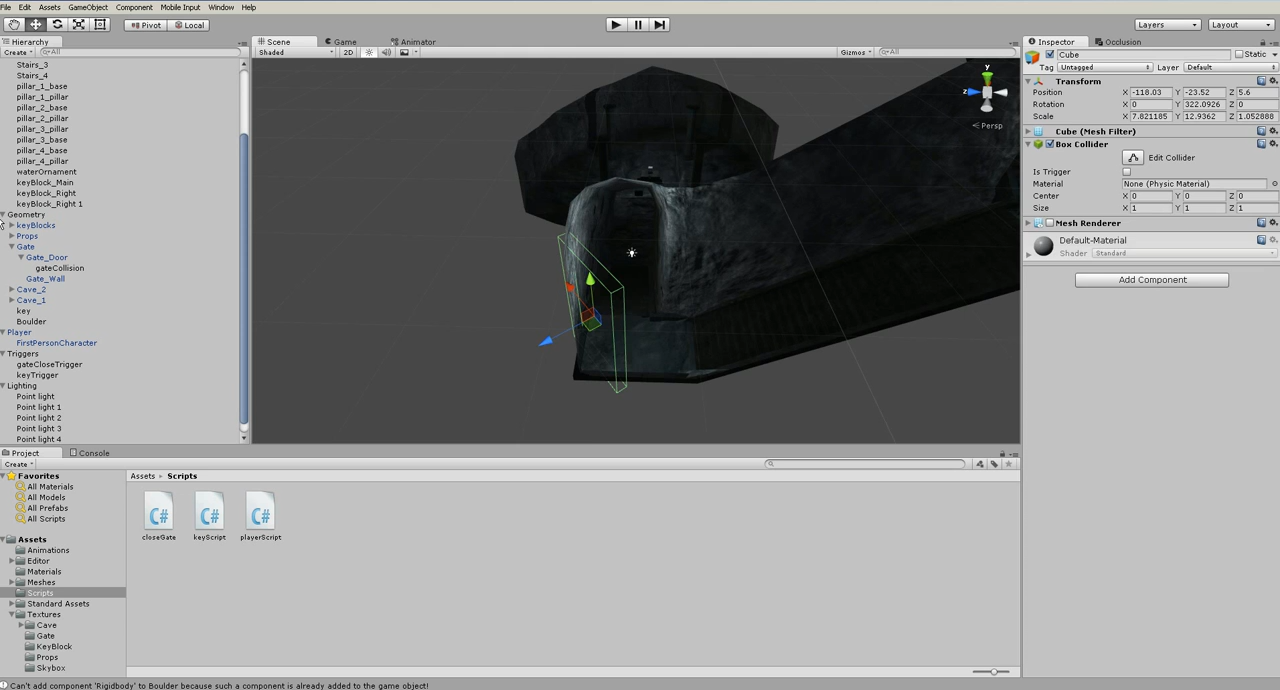 File Edit Assets GameObject Component Mobile Input Window Help
Pivot Local Layers Layout
Hierarchy Scene Game Animator Inspector Occlusion
Create All Shaded 2D Gizmos All
Cube Static
Tag Untagged Layer Default
Transform
Position X -118.03 Y -23.52 Z 5.6
Rotation X 0 Y 322.0926 Z 0
Scale X 7.821185 Y 12.9362 Z 1.052888
Cube (Mesh Filter)
Box Collider
Edit Collider
Is Trigger
Material None (Physic Material)
Center X 0 Y 0 Z 0
Size X 1 Y 1 Z 1
Mesh Renderer
Default-Material
Shader Standard
Add Component
Stairs_3
Stairs_4
pillar_1_base
pillar_1_pillar
pillar_2_base
pillar_2_pillar
pillar_3_pillar
pillar_3_base
pillar_4_base
pillar_4_pillar
waterOrnament
keyBlock_Main
keyBlock_Right
keyBlock_Right 1
Geometry
keyBlocks
Props
Gate
Gate_Door
gateCollision
Gate_Wall
Cave_2
Cave_1
key
Boulder
Player
FirstPersonCharacter
Triggers
gateCloseTrigger
keyTrigger
Lighting
Point light
Point light 1
Point light 2
Point light 3
Point light 4
y
z
Persp
Project Console
Create
Favorites
All Materials
All Models
All Prefabs
All Scripts
Assets
Animations
Editor
Materials
Meshes
Scripts
Standard Assets
Textures
Cave
Gate
KeyBlock
Props
Skybox
Assets Scripts
C# C# C#
closeGate keyScript playerScript
Can't add component 'Rigidbody' to Boulder because such a component is already added to the game object!